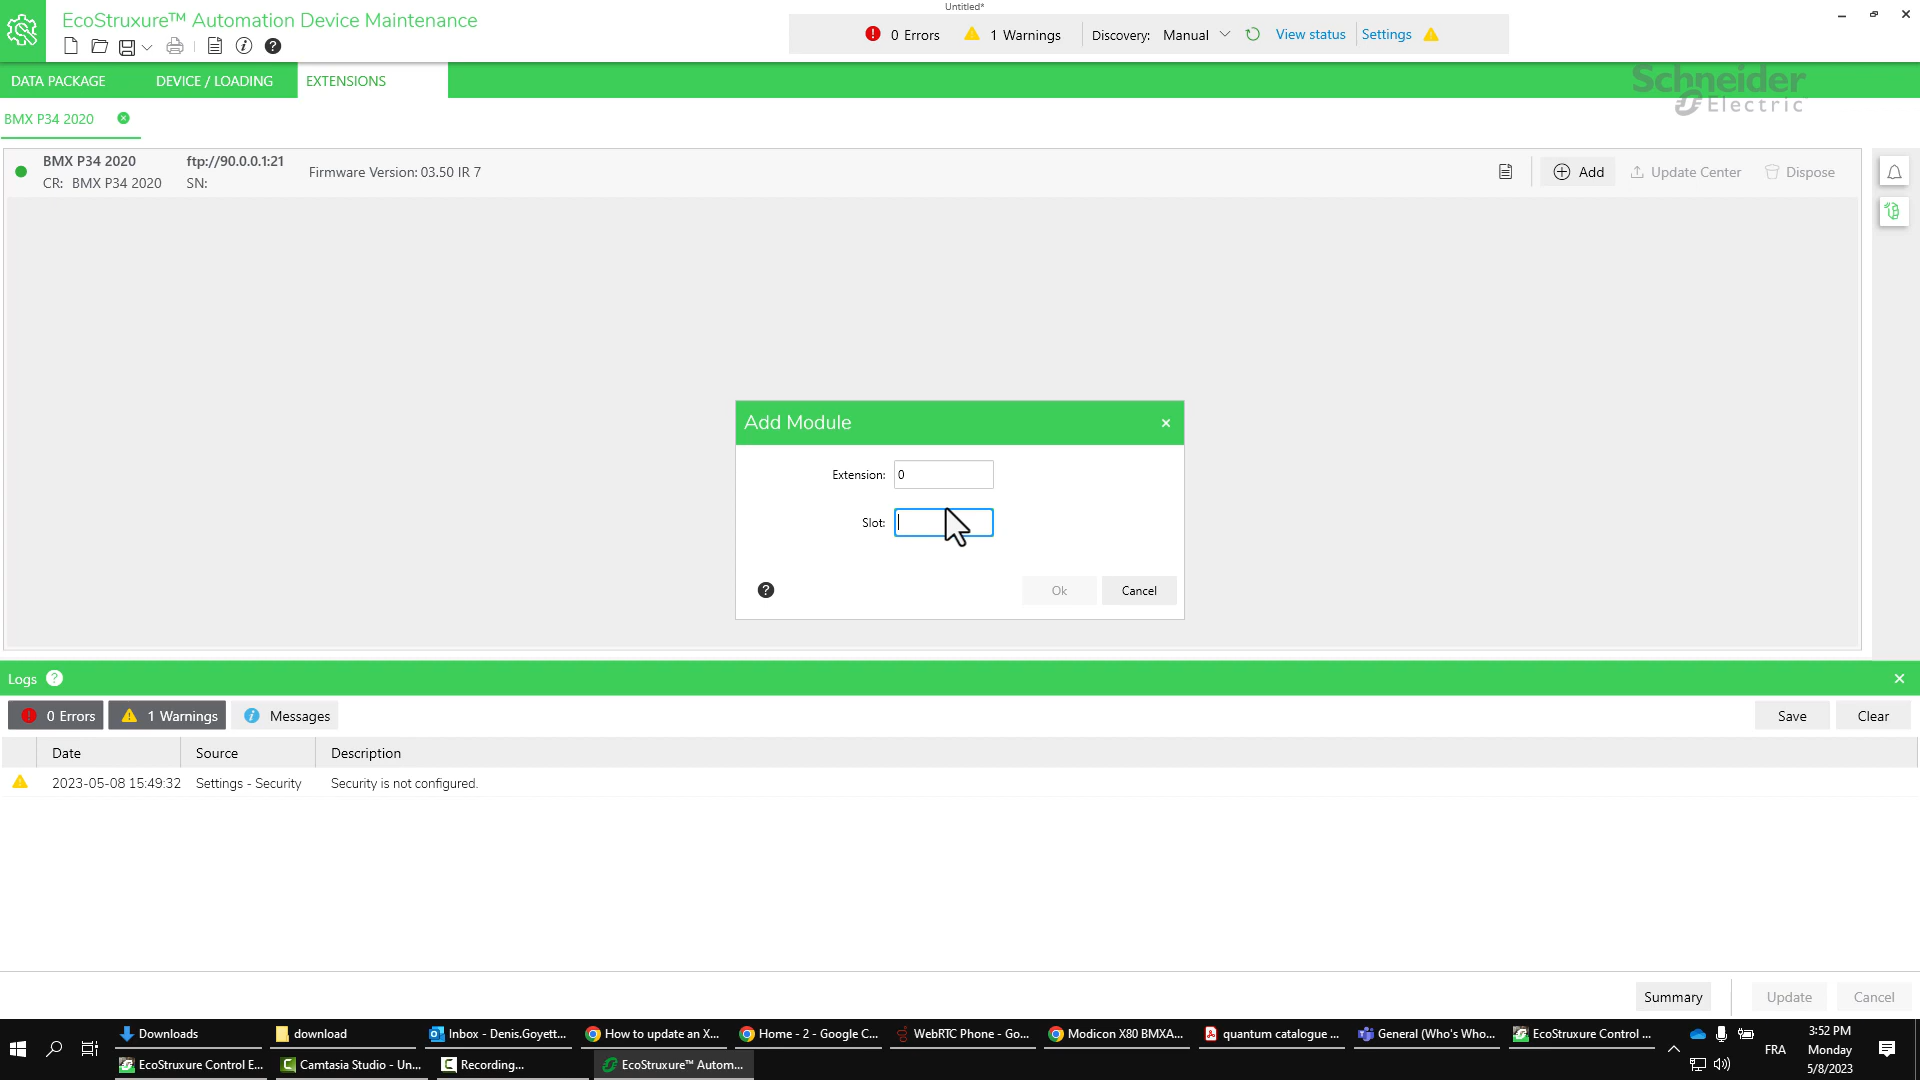 Untitled*
EcoStruxure™ Automation Device Maintenance
0 Errors
1 Warnings
Discovery: Manual
View status
Settings
DATA PACKAGE
DEVICE / LOADING
EXTENSIONS
Schneider
Electric
BMX P34 2020
BMX P34 2020
ftp://90.0.0.1:21
Firmware Version: 03.50 IR 7
CR: BMX P34 2020
SN:
Add
Update Center
Dispose
Add Module
Extension: 0
Slot:
Ok
Cancel
Logs
0 Errors
1 Warnings
Messages
Save
Clear
Date
Source
Description
2023-05-08 15:49:32
Settings - Security
Security is not configured.
Summary
Update
Cancel
Downloads
download
Inbox - Denis.Goyett...
How to update an X...
Home - 2 - Google C...
WebRTC Phone - Go...
Modicon X80 BMXA...
quantum catalogue ...
General (Who's Who...
EcoStruxure Control ...
EcoStruxure Control E...
Camtasia Studio - Un...
Recording...
EcoStruxure™ Autom...
FRA
3:52 PM
Monday
5/8/2023